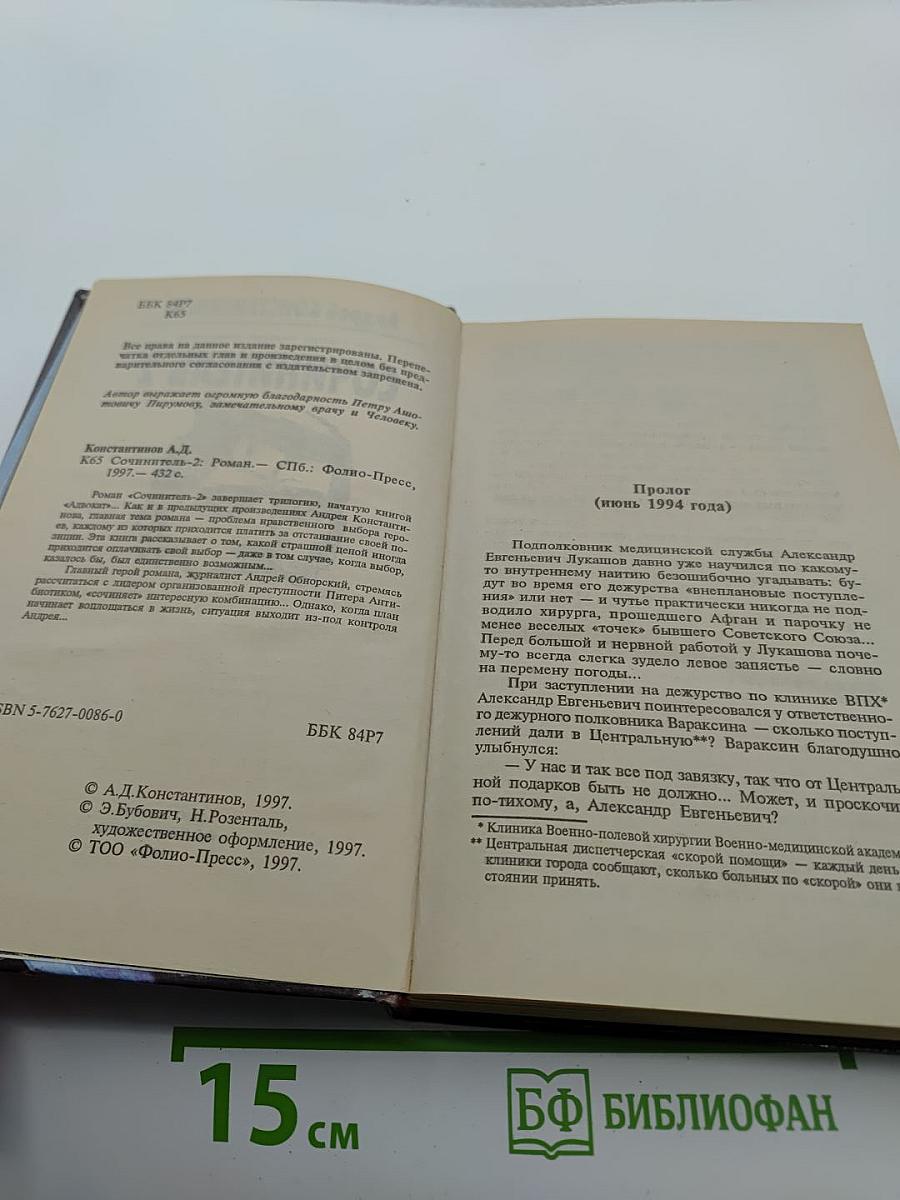 ББК 84Р7
К65
Все права на данное издание зарегистрированы. Перепе-
чатка отдельных глав и произведения в целом без пред-
варительного согласования с издательством запрещена.
Автор выражает огромную благодарность Петру Ашо-
товичу Пирумову, замечательному врачу и Человеку.
Константинов А.Д.
К65 Сочинитель-2: Роман.— СПб.: Фолио-Пресс,
1997.— 432 с.
Роман «Сочинитель-2» завершает трилогию, начатую книгой
«Адвокат»... Как и в предыдущих произведениях Андрея Константи-
нова, главная тема романа — проблема нравственного выбора геро-
ев, каждому из которых приходится платить за отстаивание своей по-
зиции. Эта книга рассказывает о том, какой страшной ценой иногда
приходится оплачивать свой выбор — даже в том случае, когда выбор,
казалось бы, был единственно возможным...
Главный герой романа, журналист Андрей Обнорский, стремясь
рассчитаться с лидером организованной преступности Питера Анти-
биотиком, «сочиняет» интересную комбинацию... Однако, когда план
начинает воплощаться в жизнь, ситуация выходит из-под контроля
Андрея...
SBN 5-7627-0086-0
ББК 84Р7
© А.Д.Константинов, 1997.
© Э.Бубович, Н.Розенталь,
художественное оформление, 1997.
© ТОО «Фолио-Пресс», 1997.
Пролог
(июнь 1994 года)
Подполковник медицинской службы Александр
Евгеньевич Лукашов давно уже научился по какому-
то внутреннему наитию безошибочно угадывать: бу-
дут во время его дежурства «внеплановые поступле-
ния» или нет — и чутье практически никогда не под-
водило хирурга, прошедшего Афган и парочку не
менее веселых «точек» бывшего Советского Союза...
Перед большой и нервной работой у Лукашова поче-
му-то всегда слегка зудело левое запястье — словно
на перемену погоды...
При заступлении на дежурство по клинике ВПХ*
Александр Евгеньевич поинтересовался у ответственно-
го дежурного полковника Вараксина — сколько поступ-
лений дали в Центральную**? Вараксин благодушно
улыбнулся:
— У нас и так все под завязку, так что от Централь
ной подарков быть не должно... Может, и проскочи
по-тихому, а, Александр Евгеньевич?
* Клиника Военно-полевой хирургии Военно-медицинской академ
** Центральная диспетчерская «скорой помощи» — каждый день
клиники города сообщают, сколько больных по «скорой» они
стоянии принять.
15 см
БФ БИБЛИОФАН